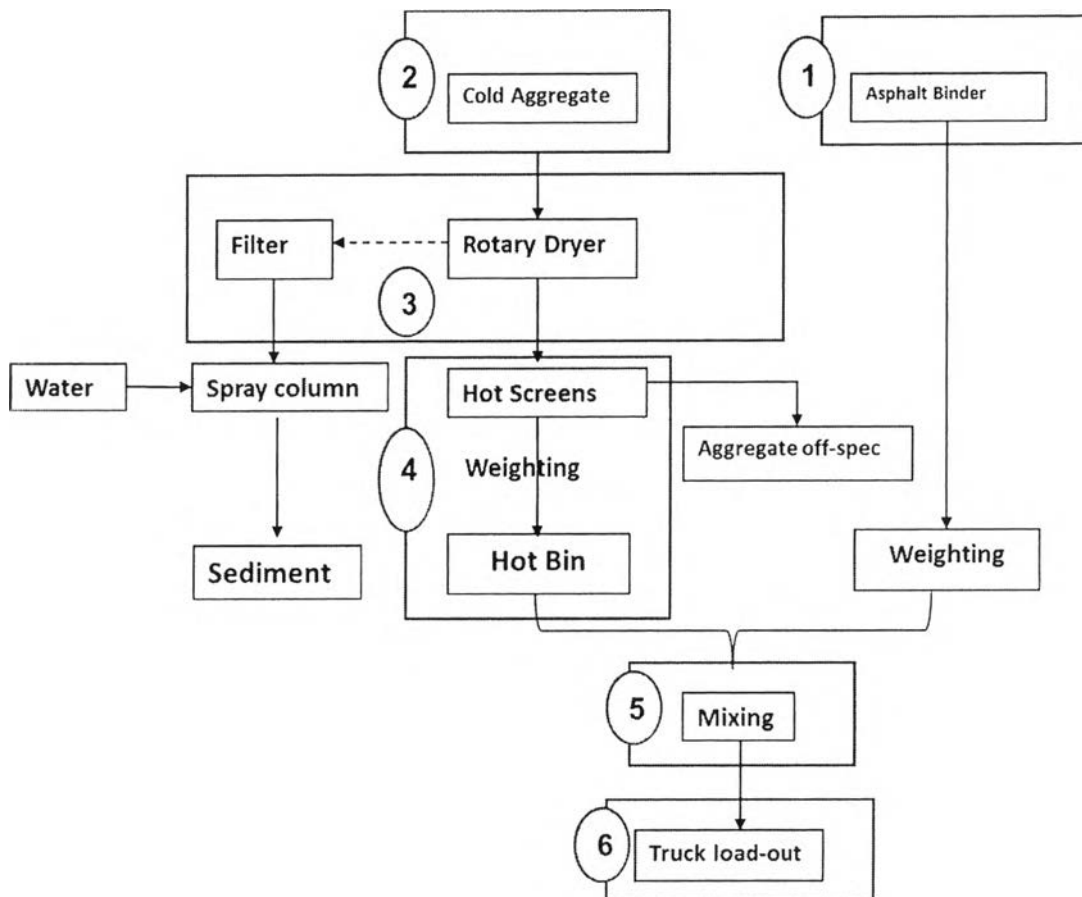 2
Cold Aggregate
1
Asphalt Binder
Filter
Rotary Dryer
3
Water
Spray column
Hot Screens
Aggregate off-spec
4
Weighting
Hot Bin
Weighting
Sediment
5
Mixing
6
Truck load-out